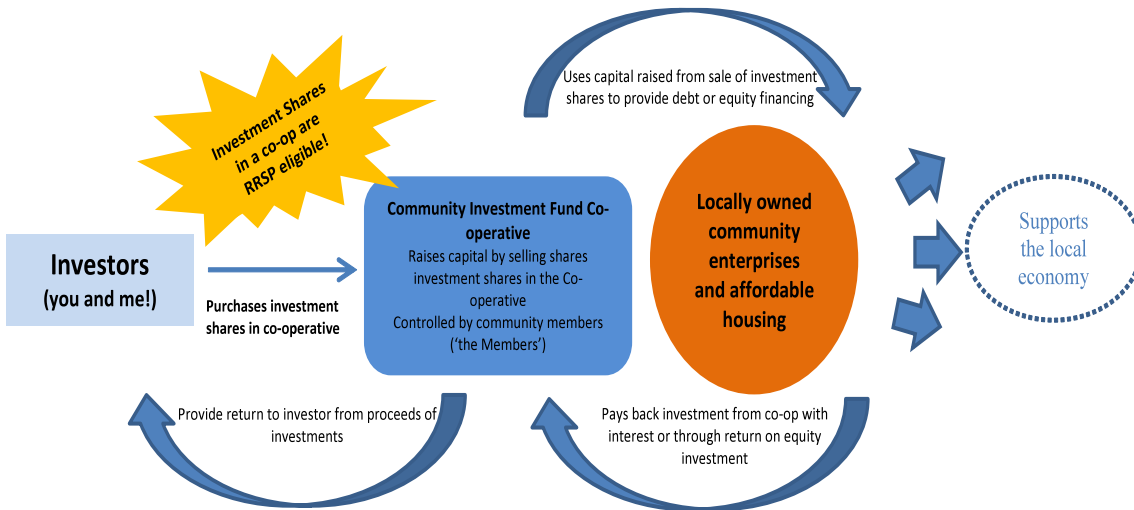 Investment Shares
in a co-op are
RRSP eligible!
Uses capital raised from sale of investment
shares to provide debt or equity financing
Investors
(you and me!)
Purchases investment
shares in co-operative
Community Investment Fund Co-
operative
Raises capital by selling shares
investment shares in the Co-
operative
Controlled by community members
(‘the Members’)
Locally owned
community
enterprises
and affordable
housing
Supports
the local
economy
Provide return to investor from proceeds of
investments
Pays back investment from co-op with
interest or through return on equity
investment